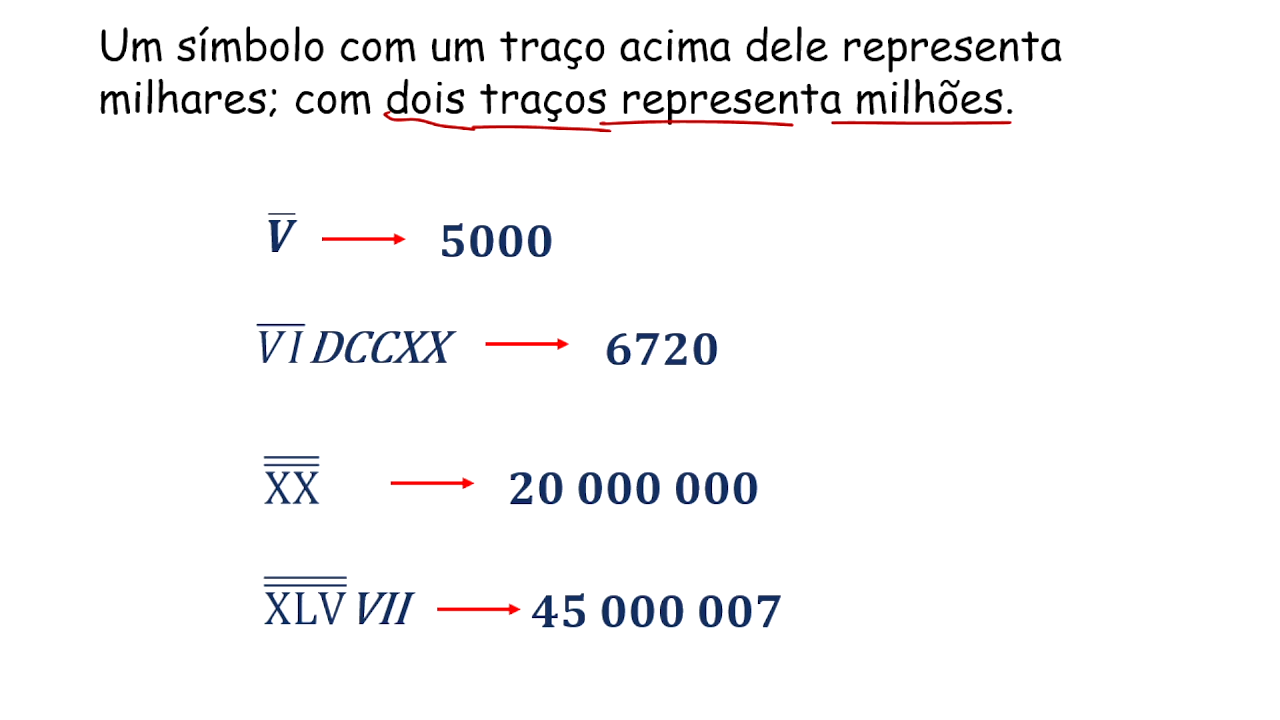 Um símbolo com um traço acima dele representa
milhares; com dois traços representa milhões.
V̅ → 5000
V̅I̅DCCXX → 6720
X̿X̿ → 20 000 000
X̿L̿V̿VII → 45 000 007